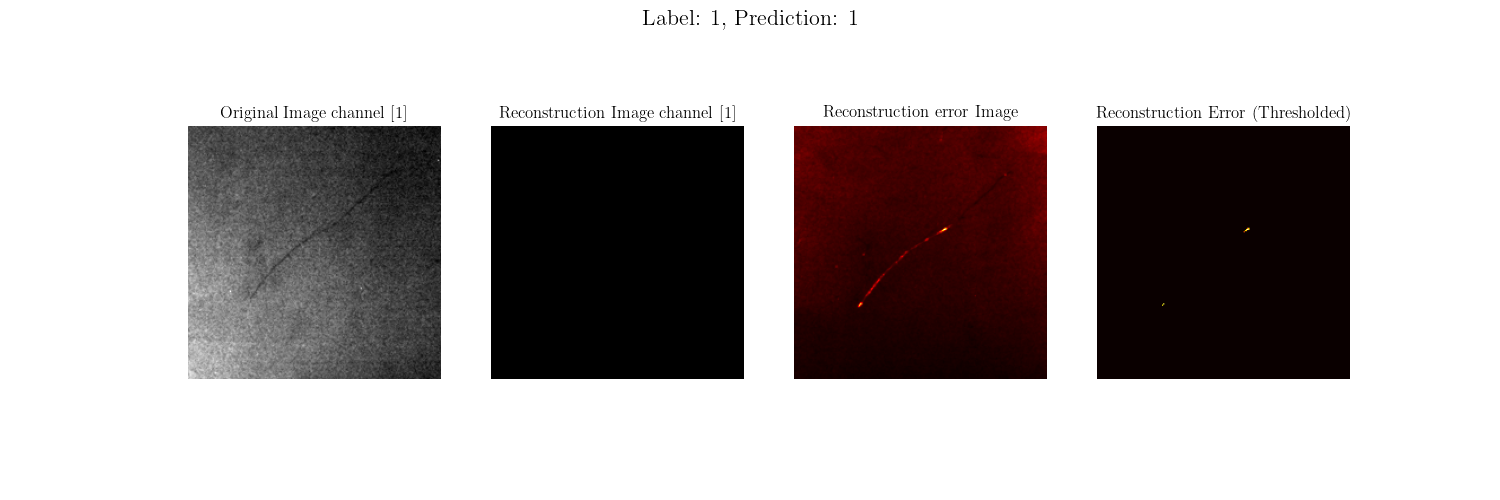 Label: 1, Prediction: 1
Original Image channel [1]
Reconstruction Image channel [1]
Reconstruction error Image
Reconstruction Error (Thresholded)